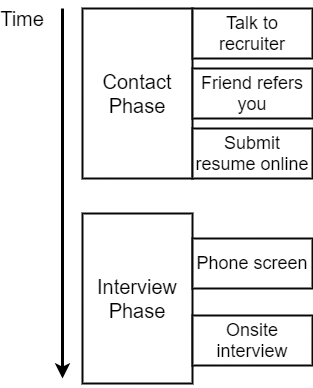 Time
Contact
Phase
Talk to
recruiter
Friend refers
you
Submit
resume online
Interview
Phase
Phone screen
Onsite
interview